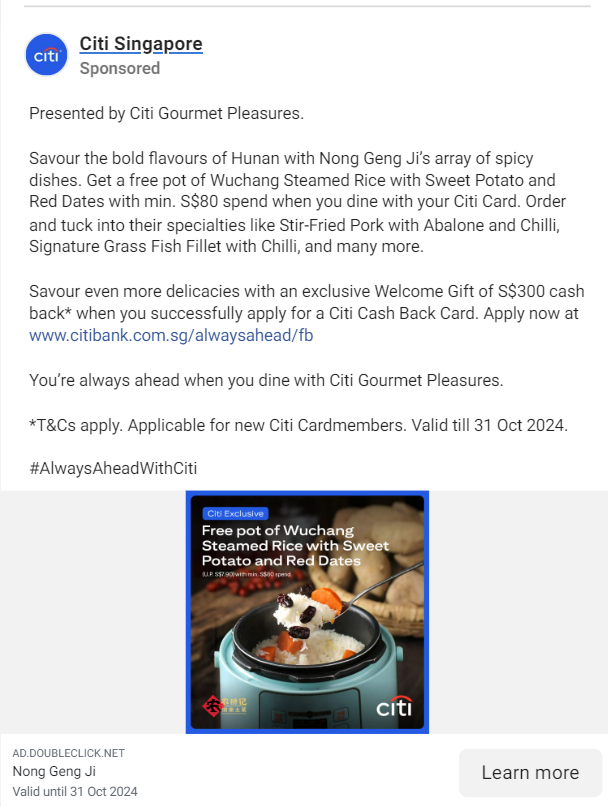 citi
Citi Singapore
Sponsored
Presented by Citi Gourmet Pleasures.
Savour the bold flavours of Hunan with Nong Geng Ji’s array of spicy
dishes. Get a free pot of Wuchang Steamed Rice with Sweet Potato and
Red Dates with min. S$80 spend when you dine with your Citi Card. Order
and tuck into their specialties like Stir-Fried Pork with Abalone and Chilli,
Signature Grass Fish Fillet with Chilli, and many more.
Savour even more delicacies with an exclusive Welcome Gift of S$300 cash
back* when you successfully apply for a Citi Cash Back Card. Apply now at
www.citibank.com.sg/alwaysahead/fb
You’re always ahead when you dine with Citi Gourmet Pleasures.
*T&Cs apply. Applicable for new Citi Cardmembers. Valid till 31 Oct 2024.
#AlwaysAheadWithCiti
Citi Exclusive
Free pot of Wuchang
Steamed Rice with Sweet
Potato and Red Dates
(U.P. S$7.90) with min. S$80 spend.
citi
AD.DOUBLECLICK.NET
Nong Geng Ji
Valid until 31 Oct 2024
Learn more